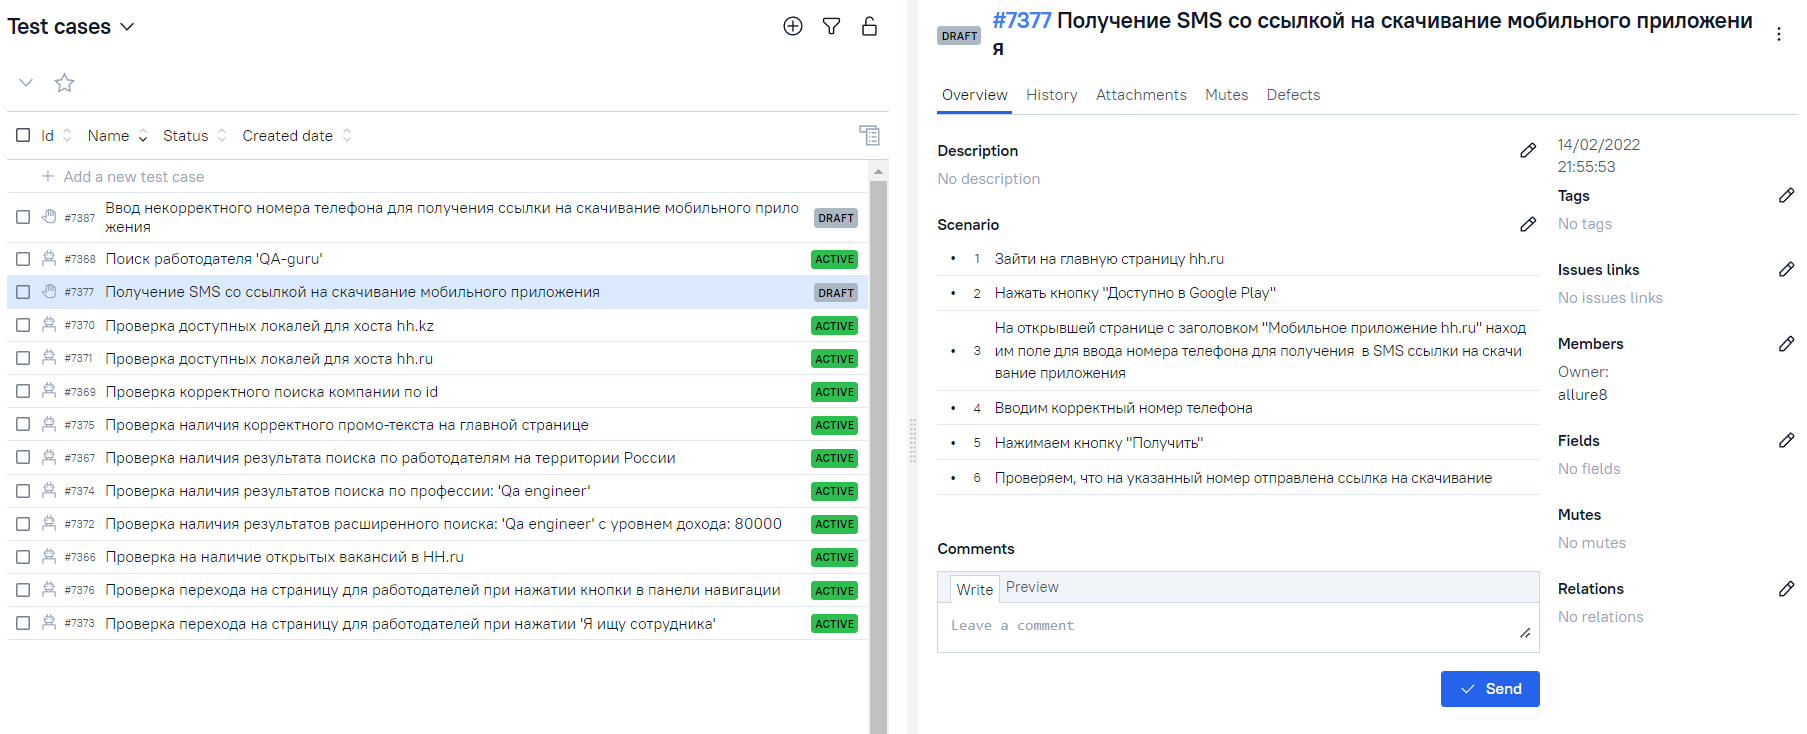 Test cases
Id Name Status Created date
Add a new test case
#7387 Ввод некорректного номера телефона для получения ссылки на скачивание мобильного прило
жения DRAFT
#7368 Поиск работодателя 'QA-guru' ACTIVE
#7377 Получение SMS со ссылкой на скачивание мобильного приложения DRAFT
#7370 Проверка доступных локалей для хоста hh.kz ACTIVE
#7371 Проверка доступных локалей для хоста hh.ru ACTIVE
#7369 Проверка корректного поиска компании по id ACTIVE
#7375 Проверка наличия корректного промо-текста на главной странице ACTIVE
#7367 Проверка наличия результата поиска по работодателям на территории России ACTIVE
#7374 Проверка наличия результатов поиска по профессии: 'Qa engineer' ACTIVE
#7372 Проверка наличия результатов расширенного поиска: 'Qa engineer' с уровнем дохода: 80000 ACTIVE
#7366 Проверка на наличие открытых вакансий в HH.ru ACTIVE
#7376 Проверка перехода на страницу для работодателей при нажатии кнопки в панели навигации ACTIVE
#7373 Проверка перехода на страницу для работодателей при нажатии 'Я ищу сотрудника' ACTIVE
DRAFT #7377 Получение SMS со ссылкой на скачивание мобильного приложени
я
Overview History Attachments Mutes Defects
Description
No description
Scenario
• 1 Зайти на главную страницу hh.ru
• 2 Нажать кнопку "Доступно в Google Play"
На открывшей странице с заголовком "Мобильное приложение hh.ru" наход
• 3 им поле для ввода номера телефона для получения  в SMS ссылки на скачи
вание приложения
• 4 Вводим корректный номер телефона
• 5 Нажимаем кнопку "Получить"
• 6 Проверяем, что на указанный номер отправлена ссылка на скачивание
Comments
Write Preview
Leave a comment
Send
14/02/2022
21:55:53
Tags
No tags
Issues links
No issues links
Members
Owner:
allure8
Fields
No fields
Mutes
No mutes
Relations
No relations